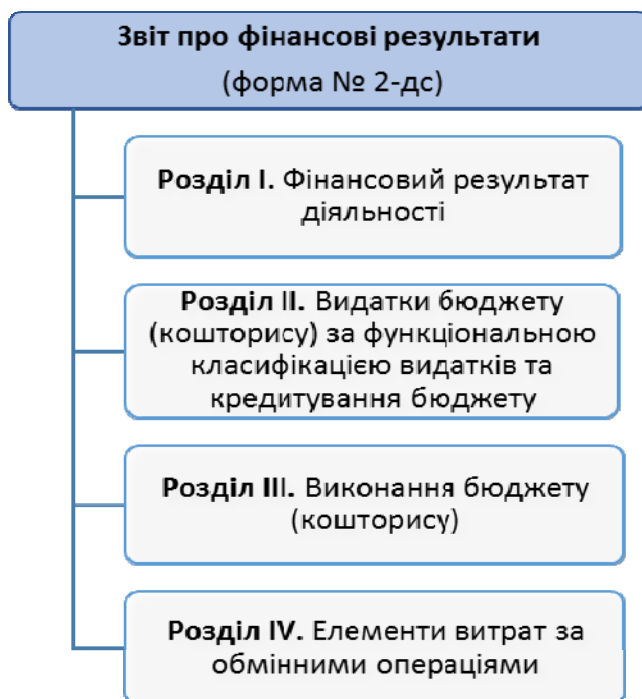 Звіт про фінансові результати
(форма № 2-дс)
Розділ І. Фінансовий результат
діяльності
Розділ ІІ. Видатки бюджету
(кошторису) за функціональною
класифікацією видатків та
кредитування бюджету
Розділ ІІІ. Виконання бюджету
(кошторису)
Розділ IV. Елементи витрат за
обмінними операціями